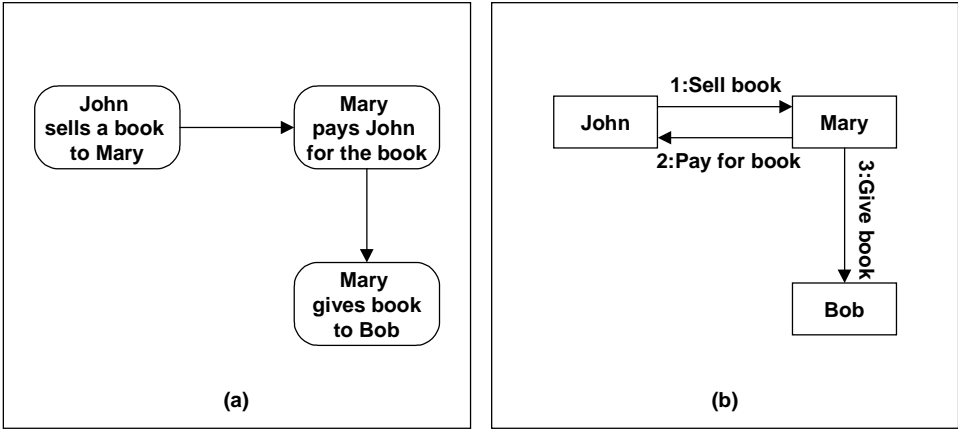 John
sells a book
to Mary
Mary
pays John
for the book
Mary
gives book
to Bob
(a)
1:Sell book
John
Mary
2:Pay for book
3:Give book
Bob
(b)